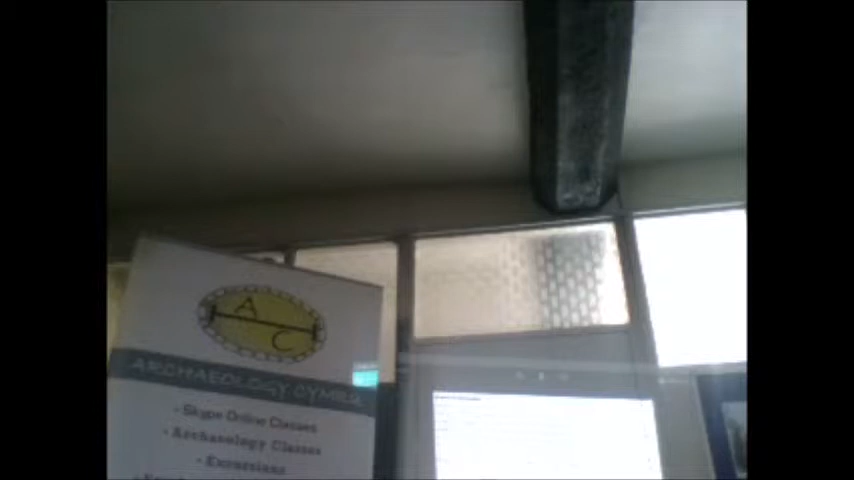 A
C
ARCHAEOLOGY CYMRU
- Skype Online Classes
- Archaeology Classes
- Excursions